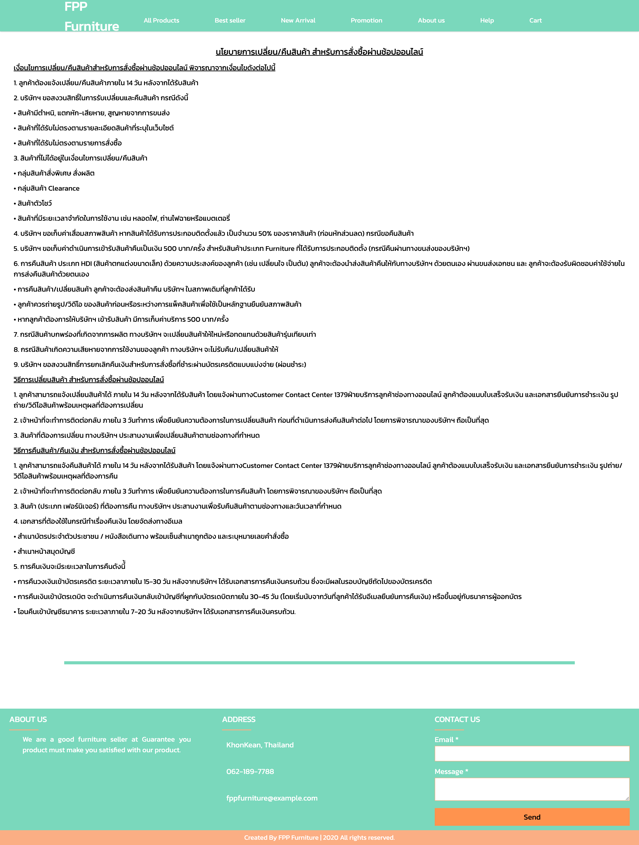 FPP
Furniture
All Products
Best seller
New Arrival
Promotion
About us
Help
Cart
นโยบายการเปลี่ยน/คืนสินค้า สำหรับการสั่งซื้อผ่านช้อปออนไลน์
เงื่อนไขการเปลี่ยน/คืนสินค้าสำหรับการสั่งซื้อผ่านช้อปออนไลน์ พิจารณาจากเงื่อนไขดังต่อไปนี้
1. ลูกค้าต้องแจ้งเปลี่ยน/คืนสินค้าภายใน 14 วัน หลังจากได้รับสินค้า
2. บริษัทฯ ขอสงวนสิทธิ์ในการรับเปลี่ยนและคืนสินค้า กรณีดังนี้
• สินค้ามีตำหนิ, แตกหัก-เสียหาย, สูญหายจากการขนส่ง
• สินค้าที่ได้รับไม่ตรงตามรายละเอียดสินค้าที่ระบุในเว็บไซต์
• สินค้าที่ได้รับไม่ตรงตามรายการสั่งซื้อ
3. สินค้าที่ไม่ได้อยู่ในเงื่อนไขการเปลี่ยน/คืนสินค้า
• กลุ่มสินค้าสั่งพิเศษ สั่งผลิต
• กลุ่มสินค้า Clearance
• สินค้าตัวโชว์
• สินค้าที่มีระยะเวลาจำกัดในการใช้งาน เช่น หลอดไฟ, ถ่านไฟฉายหรือแบตเตอรี่
4. บริษัทฯ ขอเก็บค่าเสื่อมสภาพสินค้า หากสินค้าได้รับการประกอบติดตั้งแล้ว เป็นจำนวน 50% ของราคาสินค้า (ก่อนหักส่วนลด) กรณีขอคืนสินค้า
5. บริษัทฯ ขอเก็บค่าดำเนินการเข้ารับสินค้าคืนเป็นเงิน 500 บาท/ครั้ง สำหรับสินค้าประเภท Furniture ที่ได้รับการประกอบติดตั้ง (กรณีคืนผ่านทางขนส่งของบริษัทฯ)
6. การคืนสินค้า ประเภท HDI (สินค้าตกแต่งขนาดเล็ก) ด้วยความประสงค์ของลูกค้า (เช่น เปลี่ยนใจ เป็นต้น) ลูกค้าจะต้องนำส่งสินค้าคืนให้กับทางบริษัทฯ ด้วยตนเอง ผ่านขนส่งเอกชน และ ลูกค้าจะต้องรับผิดชอบค่าใช้จ่ายใน
การส่งคืนสินค้าด้วยตนเอง
• การคืนสินค้า/เปลี่ยนสินค้า ลูกค้าจะต้องส่งสินค้าคืน บริษัทฯ ในสภาพเดิมที่ลูกค้าได้รับ
• ลูกค้าควรถ่ายรูป/วิดีโอ ของสินค้าก่อนหรือระหว่างการแพ็คสินค้าเพื่อใช้เป็นหลักฐานยืนยันสภาพสินค้า
• หากลูกค้าต้องการให้บริษัทฯ เข้ารับสินค้า มีการเก็บค่าบริการ 500 บาท/ครั้ง
7. กรณีสินค้าบกพร่องที่เกิดจากการผลิต ทางบริษัทฯ จะเปลี่ยนสินค้าให้ใหม่หรือทดแทนด้วยสินค้ารุ่นเทียบเท่า
8. กรณีสินค้าเกิดความเสียหายจากการใช้งานของลูกค้า ทางบริษัทฯ จะไม่รับคืน/เปลี่ยนสินค้าให้
9. บริษัทฯ ขอสงวนสิทธิ์การยกเลิกคืนเงินสำหรับการสั่งซื้อที่ชำระผ่านบัตรเครดิตแบบแบ่งจ่าย (ผ่อนชำระ)
วิธีการเปลี่ยนสินค้า สำหรับการสั่งซื้อผ่านช้อปออนไลน์
1. ลูกค้าสามารถแจ้งเปลี่ยนสินค้าได้ ภายใน 14 วัน หลังจากได้รับสินค้า โดยแจ้งผ่านทางCustomer Contact Center 1379ฝ่ายบริการลูกค้าช่องทางออนไลน์ ลูกค้าต้องแนบใบเสร็จรับเงิน และเอกสารยืนยันการชำระเงิน รูป
ถ่าย/วิดีโอสินค้าพร้อมเหตุผลที่ต้องการเปลี่ยน
2. เจ้าหน้าที่จะทำการติดต่อกลับ ภายใน 3 วันทำการ เพื่อยืนยันความต้องการในการเปลี่ยนสินค้า ก่อนที่ดำเนินการส่งคืนสินค้าต่อไป โดยการพิจารณาของบริษัทฯ ถือเป็นที่สุด
3. สินค้าที่ต้องการเปลี่ยน ทางบริษัทฯ ประสานงานเพื่อเปลี่ยนสินค้าตามช่องทางที่กำหนด
วิธีการคืนสินค้า/คืนเงิน สำหรับการสั่งซื้อผ่านช้อปออนไลน์
1. ลูกค้าสามารถแจ้งคืนสินค้าได้ ภายใน 14 วัน หลังจากได้รับสินค้า โดยแจ้งผ่านทางCustomer Contact Center 1379ฝ่ายบริการลูกค้าช่องทางออนไลน์ ลูกค้าต้องแนบใบเสร็จรับเงิน และเอกสารยืนยันการชำระเงิน รูปถ่าย/
วิดีโอสินค้าพร้อมเหตุผลที่ต้องการคืน
2. เจ้าหน้าที่จะทำการติดต่อกลับ ภายใน 3 วันทำการ เพื่อยืนยันความต้องการในการคืนสินค้า โดยการพิจารณาของบริษัทฯ ถือเป็นที่สุด
3. สินค้า (ประเภท เฟอร์นิเจอร์) ที่ต้องการคืน ทางบริษัทฯ ประสานงานเพื่อรับคืนสินค้าตามช่องทางและวันเวลาที่กำหนด
4. เอกสารที่ต้องใช้ในกรณีทำเรื่องคืนเงิน โดยจัดส่งทางอีเมล
• สำเนาบัตรประจำตัวประชาชน / หนังสือเดินทาง พร้อมเซ็นสำเนาถูกต้อง และระบุหมายเลขคำสั่งซื้อ
• สำเนาหน้าสมุดบัญชี
5. การคืนเงินจะมีระยะเวลาในการคืนดังนี้
• การคืนวงเงินเข้าบัตรเครดิต ระยะเวลาภายใน 15-30 วัน หลังจากบริษัทฯ ได้รับเอกสารการคืนเงินครบถ้วน ซึ่งจะมีผลในรอบบัญชีถัดไปของบัตรเครดิต
• การคืนเงินเข้าบัตรเดบิต จะดำเนินการคืนเงินกลับเข้าบัญชีที่ผูกกับบัตรเดบิตภายใน 30-45 วัน (โดยเริ่มนับจากวันที่ลูกค้าได้รับอีเมลยืนยันการคืนเงิน) หรือขึ้นอยู่กับธนาคารผู้ออกบัตร
• โอนคืนเข้าบัญชีธนาคาร ระยะเวลาภายใน 7-20 วัน หลังจากบริษัทฯ ได้รับเอกสารการคืนเงินครบถ้วน.
ABOUT US
We are a good furniture seller at Guarantee you
product must make you satisfied with our product.
ADDRESS
KhonKean, Thailand
062-189-7788
fppfurniture@example.com
CONTACT US
Email *
Message *
Send
Created By FPP Furniture | 2020 All rights reserved.